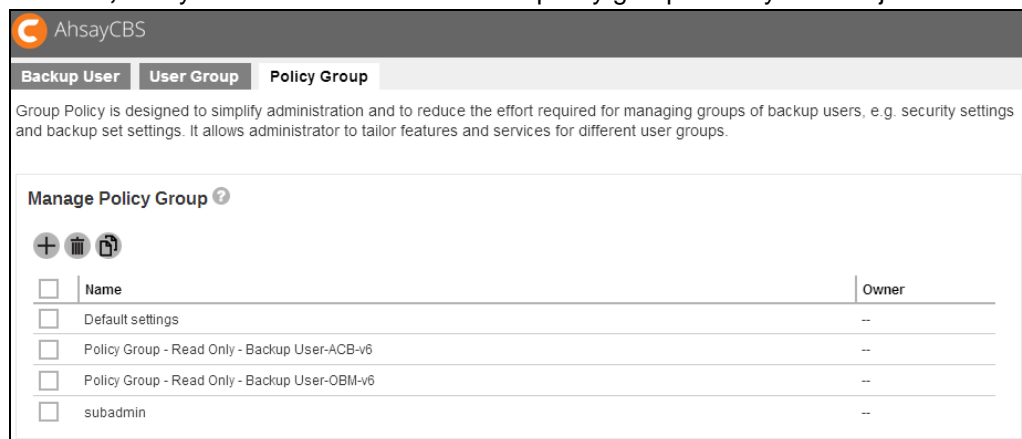 AhsayCBS
Backup User User Group Policy Group
Group Policy is designed to simplify administration and to reduce the effort required for managing groups of backup users, e.g. security settings
and backup set settings. It allows administrator to tailor features and services for different user groups.
Manage Policy Group ?
Name Owner
Default settings --
Policy Group - Read Only - Backup User-ACB-v6 --
Policy Group - Read Only - Backup User-OBM-v6 --
subadmin --